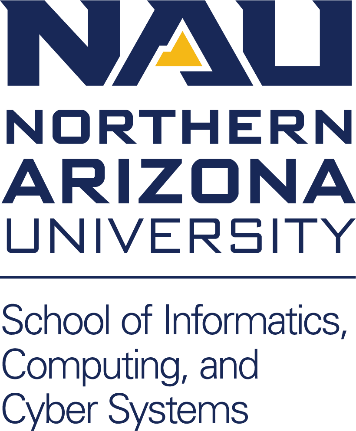 NAU
NORTHERN
ARIZONA
UNIVERSITY
School of Informatics,
Computing, and
Cyber Systems